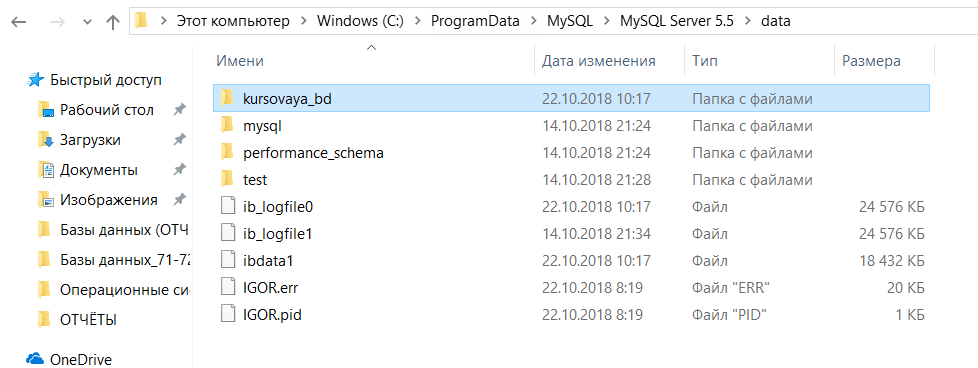 Этот компьютер > Windows (C:) > ProgramData > MySQL > MySQL Server 5.5 > data
Имени Дата изменения Тип Размера
Быстрый доступ
Рабочий стол
Загрузки
Документы
Изображения
Базы данных (ОТЧ
Базы данных_71-72
Операционные сис
ОТЧЁТЫ
OneDrive
kursovaya_bd 22.10.2018 10:17 Папка с файлами
mysql 14.10.2018 21:24 Папка с файлами
performance_schema 14.10.2018 21:24 Папка с файлами
test 14.10.2018 21:28 Папка с файлами
ib_logfile0 22.10.2018 10:17 Файл 24 576 КБ
ib_logfile1 14.10.2018 21:34 Файл 24 576 КБ
ibdata1 22.10.2018 10:17 Файл 18 432 КБ
IGOR.err 22.10.2018 8:19 Файл "ERR" 20 КБ
IGOR.pid 22.10.2018 8:19 Файл "PID" 1 КБ